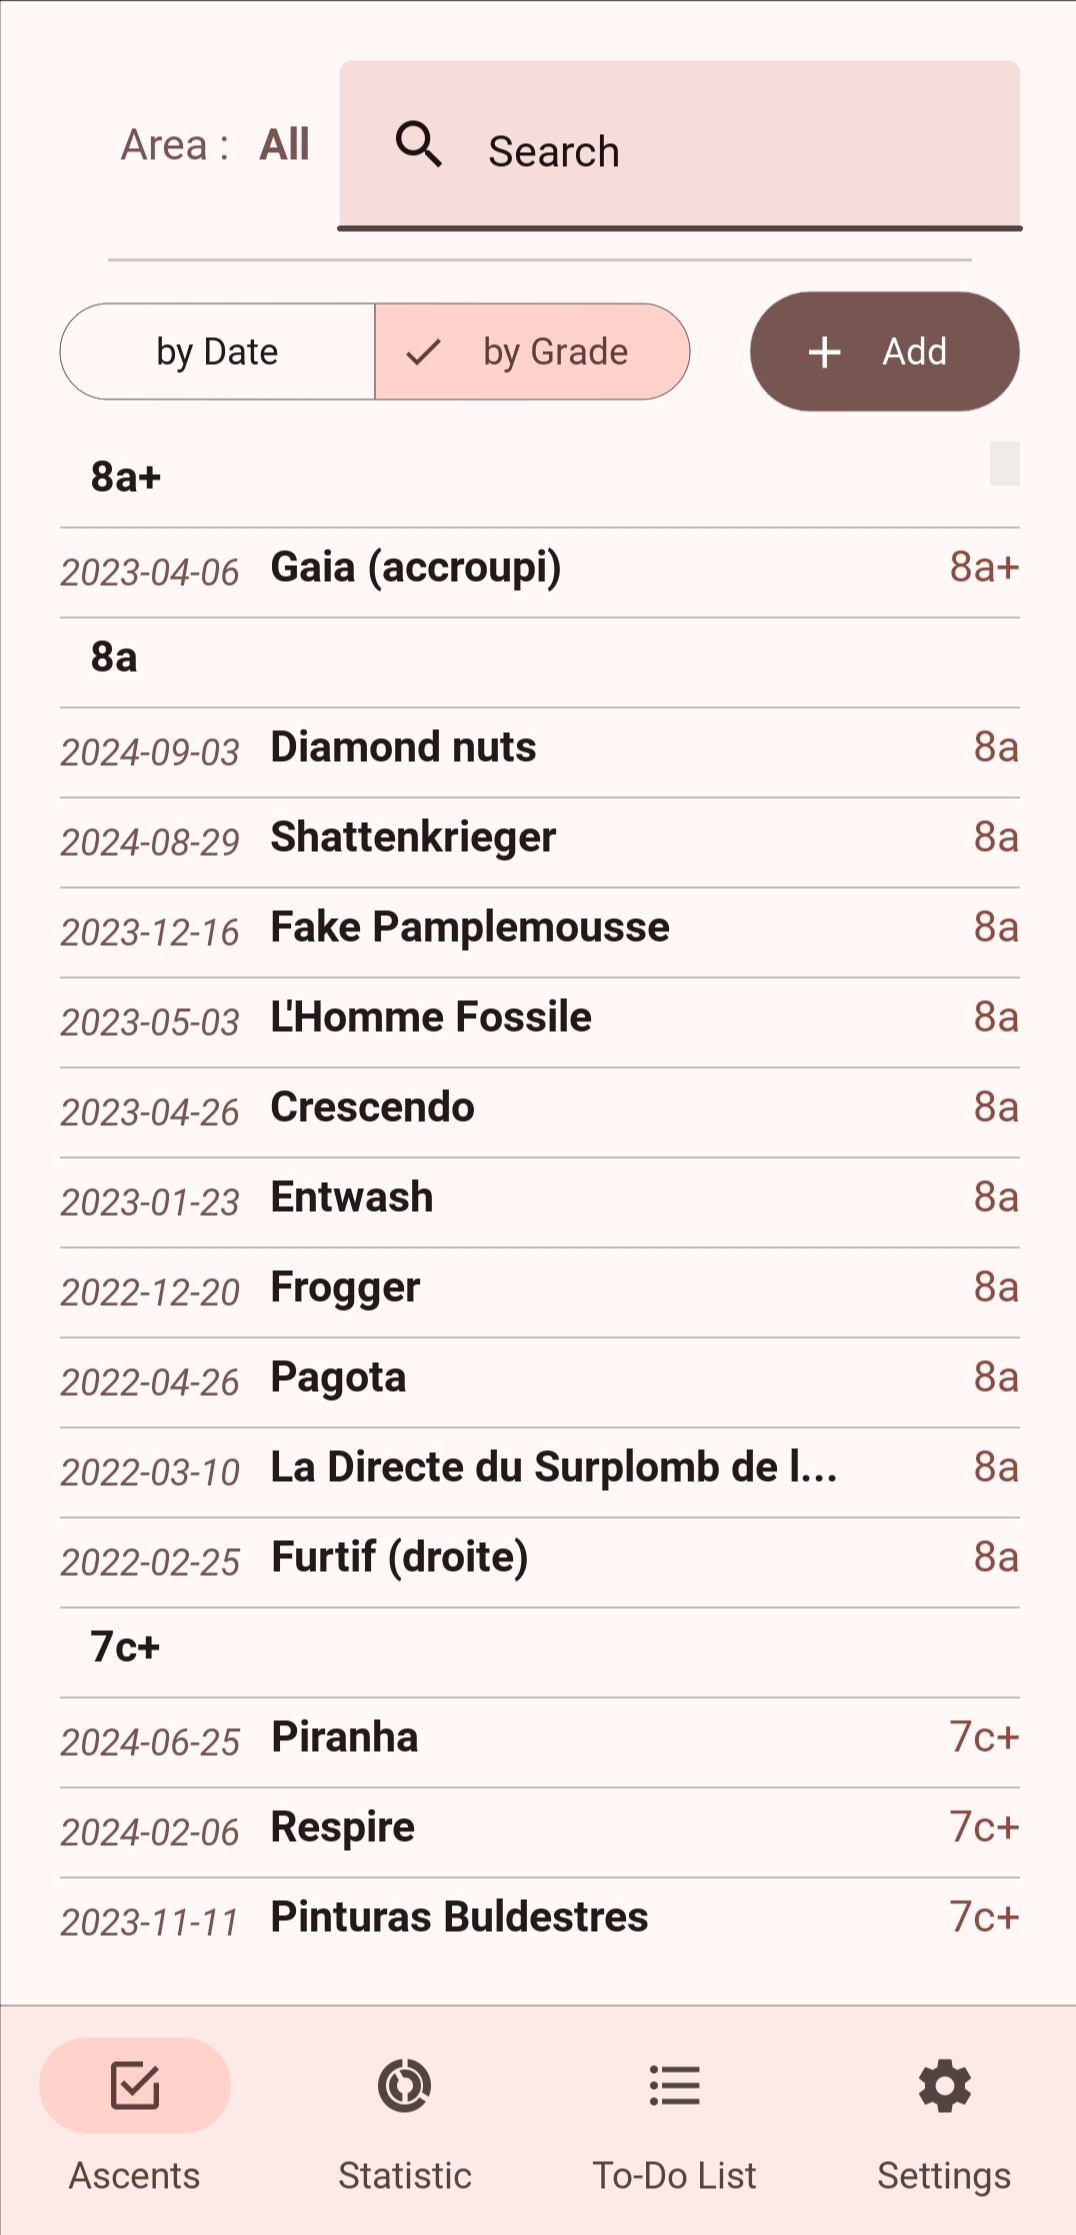 Area : All Search
by Date by Grade Add
8a+
2023-04-06 Gaia (accroupi) 8a+
8a
2024-09-03 Diamond nuts 8a
2024-08-29 Shattenkrieger 8a
2023-12-16 Fake Pamplemousse 8a
2023-05-03 L'Homme Fossile 8a
2023-04-26 Crescendo 8a
2023-01-23 Entwash 8a
2022-12-20 Frogger 8a
2022-04-26 Pagota 8a
2022-03-10 La Directe du Surplomb de l... 8a
2022-02-25 Furtif (droite) 8a
7c+
2024-06-25 Piranha 7c+
2024-02-06 Respire 7c+
2023-11-11 Pinturas Buldestres 7c+
Ascents Statistic To-Do List Settings